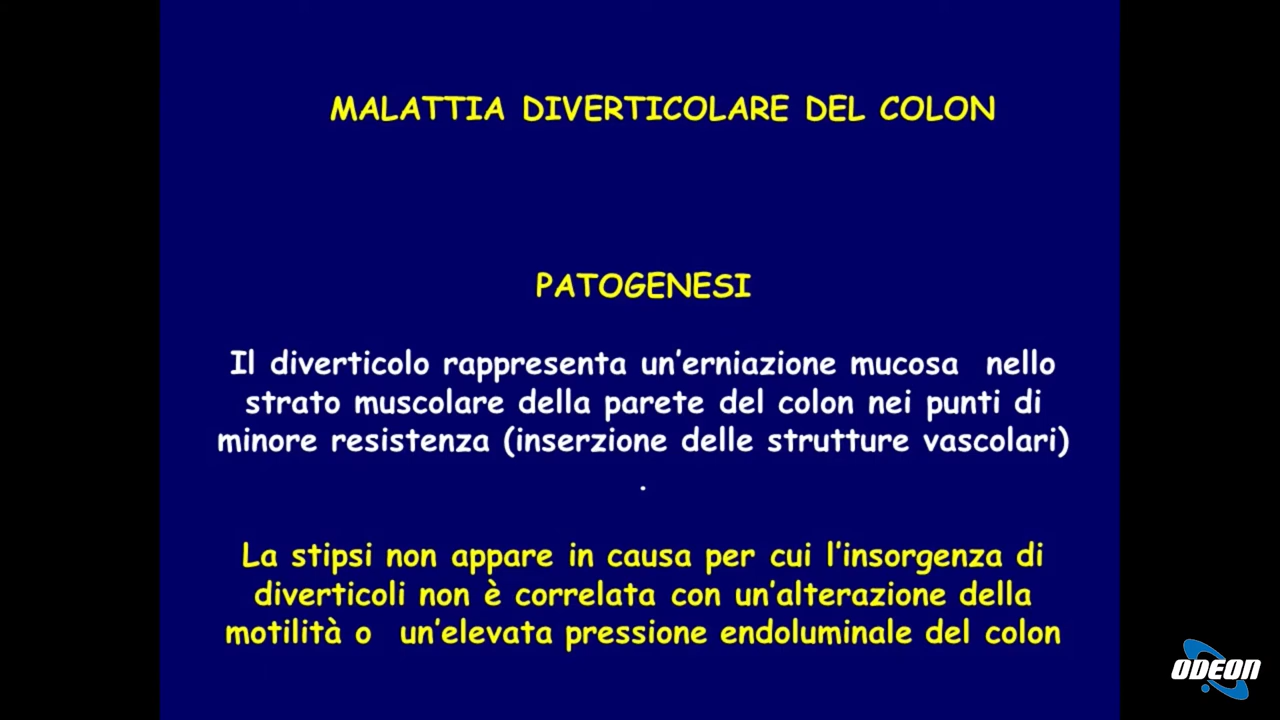 MALATTIA DIVERTICOLARE DEL COLON
PATOGENESI
Il diverticolo rappresenta un'erniazione mucosa  nello
strato muscolare della parete del colon nei punti di
minore resistenza (inserzione delle strutture vascolari)
.
La stipsi non appare in causa per cui l'insorgenza di
diverticoli non è correlata con un'alterazione della
motilità o  un'elevata pressione endoluminale del colon
ODEON